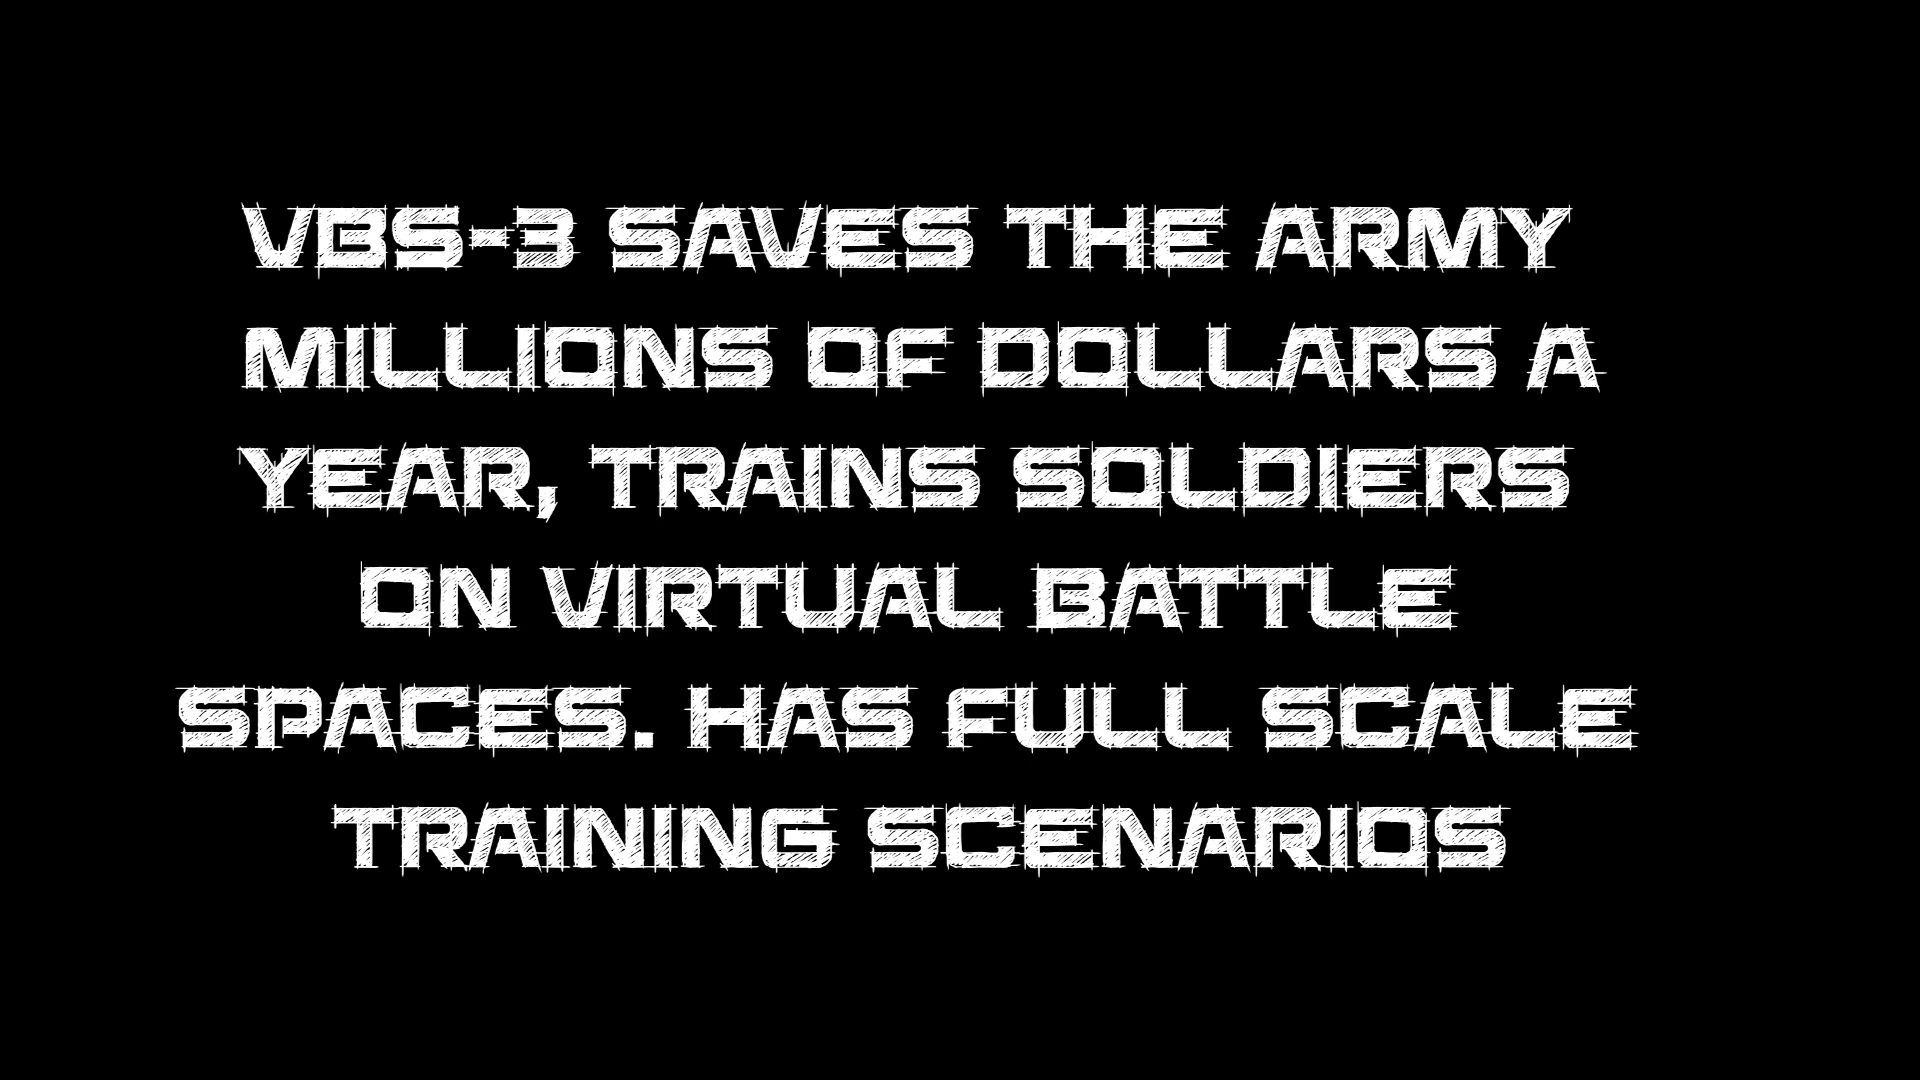 VBS-3 SAVES THE ARMY
MILLIONS OF DOLLARS A
YEAR, TRAINS SOLDIERS
ON VIRTUAL BATTLE
SPACES. HAS FULL SCALE
TRAINING SCENARIOS